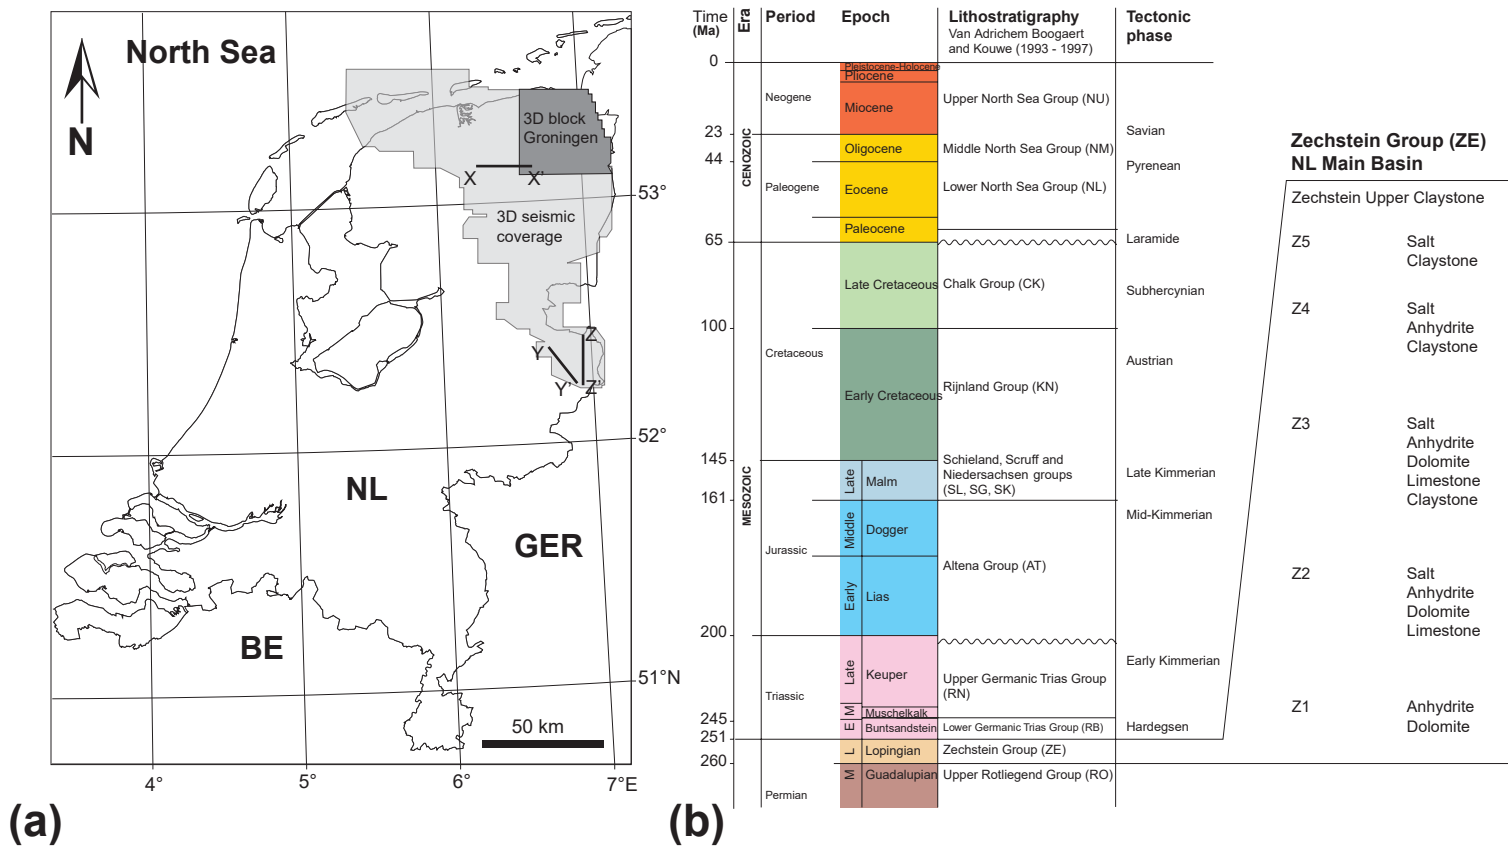 North Sea
N
3D block
Groningen
X
X'
3D seismic
coverage
Z
Y
Y'
Z'
53°
52°
51°N
NL
GER
BE
50 km
4°
5°
6°
7°E
(a)
Time
(Ma)
Era
Period
Epoch
Lithostratigraphy
Van Adrichem Boogaert
and Kouwe (1993 - 1997)
Tectonic
phase
0
23
44
65
100
145
161
200
245
251
260
CENOZOIC
MESOZOIC
Neogene
Paleogene
Cretaceous
Jurassic
Triassic
Permian
Pleistocene-Holocene
Pliocene
Miocene
Oligocene
Eocene
Paleocene
Late Cretaceous
Early Cretaceous
Late
Malm
Middle
Dogger
Early
Lias
Late
Keuper
M
Muschelkalk
E
Buntsandstein
L
Lopingian
M
Guadalupian
Upper North Sea Group (NU)
Middle North Sea Group (NM)
Lower North Sea Group (NL)
Chalk Group (CK)
Rijnland Group (KN)
Schieland, Scruff and
Niedersachsen groups
(SL, SG, SK)
Altena Group (AT)
Upper Germanic Trias Group
(RN)
Lower Germanic Trias Group (RB)
Zechstein Group (ZE)
Upper Rotliegend Group (RO)
Savian
Pyrenean
Laramide
Subhercynian
Austrian
Late Kimmerian
Mid-Kimmerian
Early Kimmerian
Hardegsen
Zechstein Group (ZE)
NL Main Basin
Zechstein Upper Claystone
Z5
Salt
Claystone
Z4
Salt
Anhydrite
Claystone
Z3
Salt
Anhydrite
Dolomite
Limestone
Claystone
Z2
Salt
Anhydrite
Dolomite
Limestone
Z1
Anhydrite
Dolomite
(b)